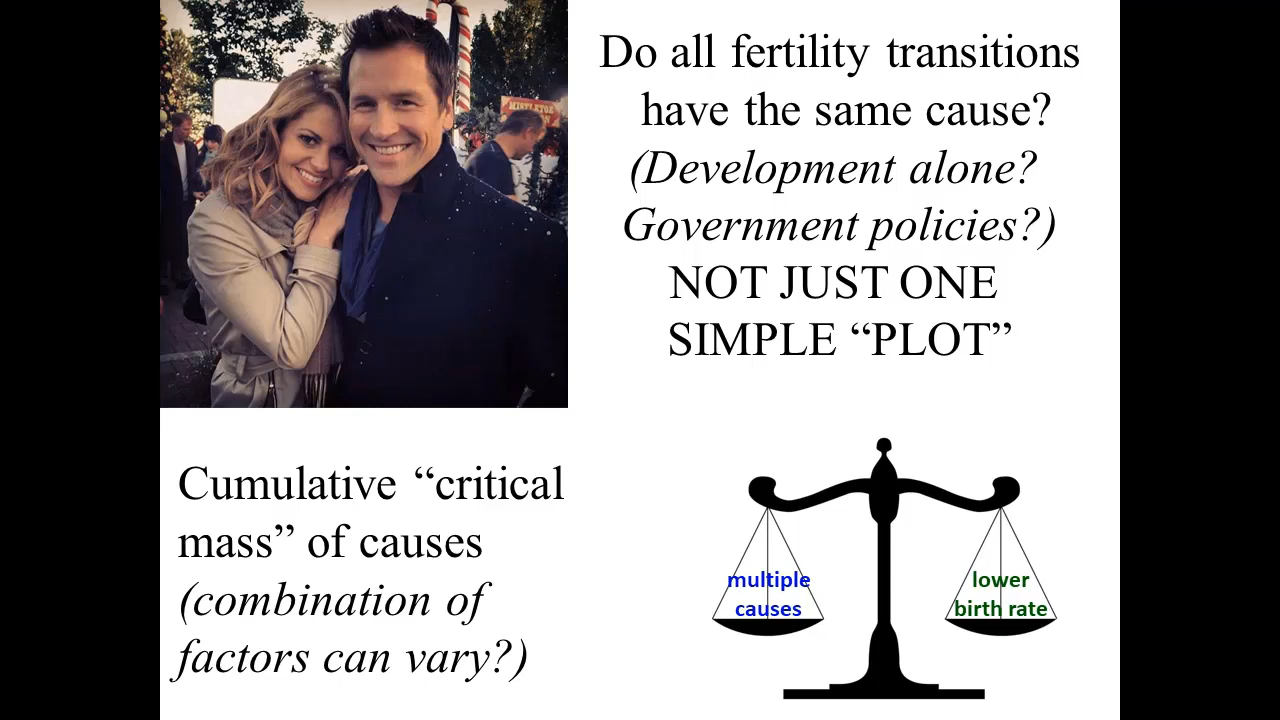 MISTLETOE
Do all fertility transitions
have the same cause?
(Development alone?
Government policies?)
NOT JUST ONE
SIMPLE “PLOT”
Cumulative “critical
mass” of causes
(combination of
factors can vary?)
multiple
causes
lower
birth rate